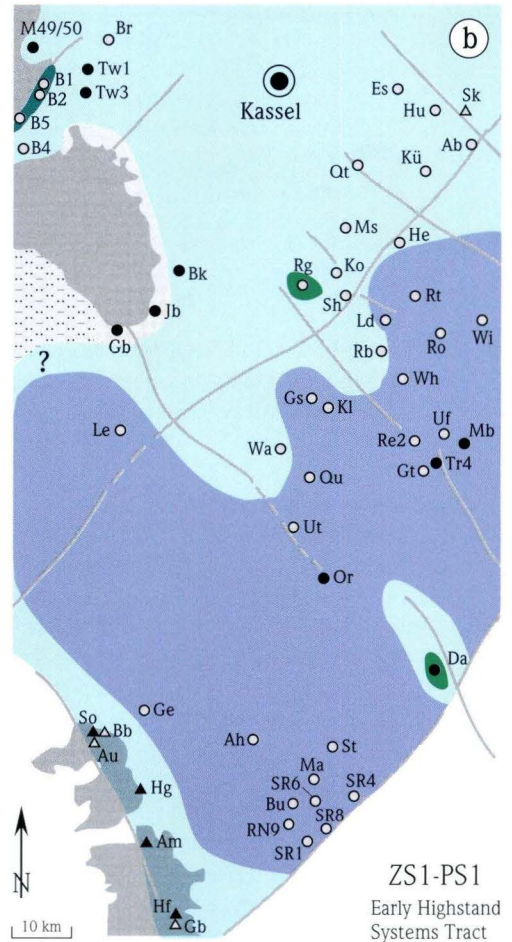 M49/50
Br
b
B1
Tw1
B2
Tw3
Kassel
Es
Sk
Hu
B5
B4
Ab
Qt
Kü
Ms
He
Bk
Rg
Ko
Rt
Sh
Jb
Ld
Wi
Gb
Ro
Rb
?
Wh
Gs
Kl
Le
Uf
Mb
Wa
Re2
Tr4
Gt
Qu
Ut
Or
Da
Ge
So
Bb
Au
Ah
St
Ma
SR6
SR4
Hg
Bu
RN9
SR8
SR1
Am
N
ZS1-PS1
Hf
Early Highstand
Gb
Systems Tract
10 km